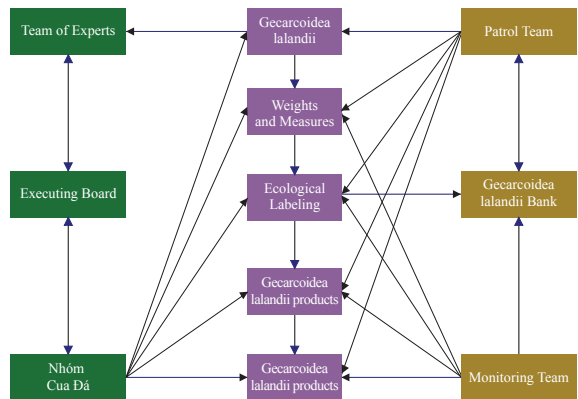 Team of Experts
Gecarcoidea
lalandii
Patrol Team
Weights
and Measures
Executing Board
Ecological
Labeling
Gecarcoidea
lalandii Bank
Gecarcoidea
lalandii products
Nhóm
Cua Đá
Gecarcoidea
lalandii products
Monitoring Team